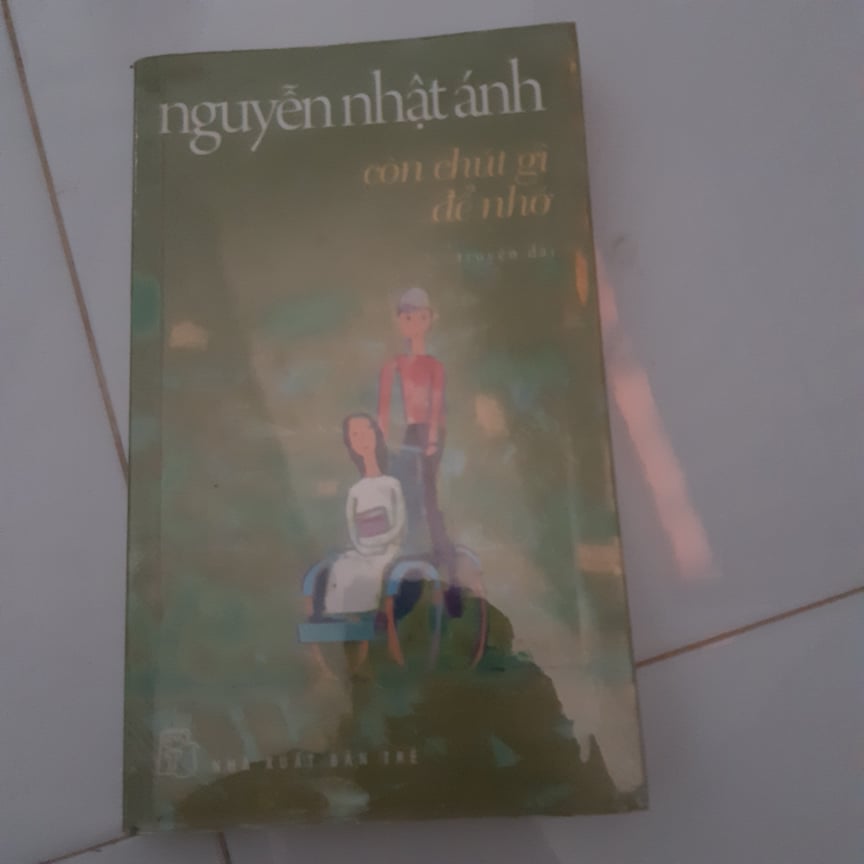 nguyễn nhật ánh
còn chút gì
để nhớ
truyện dài
NHÀ XUẤT BẢN TRẺ